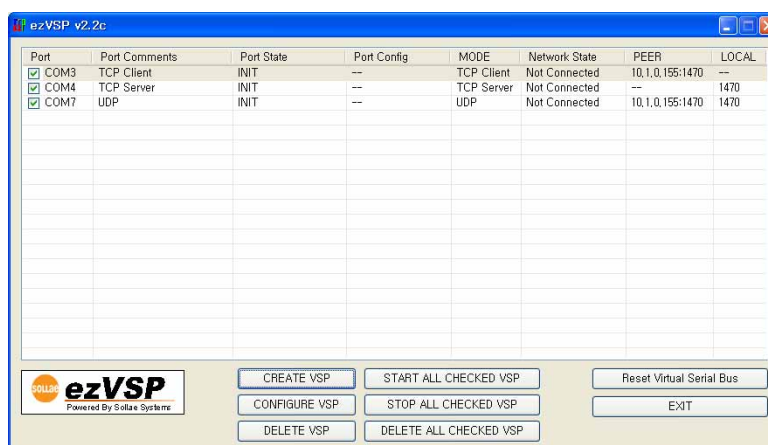 ezVSP v2.2c
Port Port Comments Port State Port Config MODE Network State PEER LOCAL
COM3 TCP Client INIT -- TCP Client Not Connected 10,1,0,155:1470 --
COM4 TCP Server INIT -- TCP Server Not Connected -- 1470
COM7 UDP INIT -- UDP Not Connected 10,1,0,155:1470 1470
SOLLAE ezVSP
Powered By Sollae Systems
CREATE VSP START ALL CHECKED VSP Reset Virtual Serial Bus
CONFIGURE VSP STOP ALL CHECKED VSP EXIT
DELETE VSP DELETE ALL CHECKED VSP